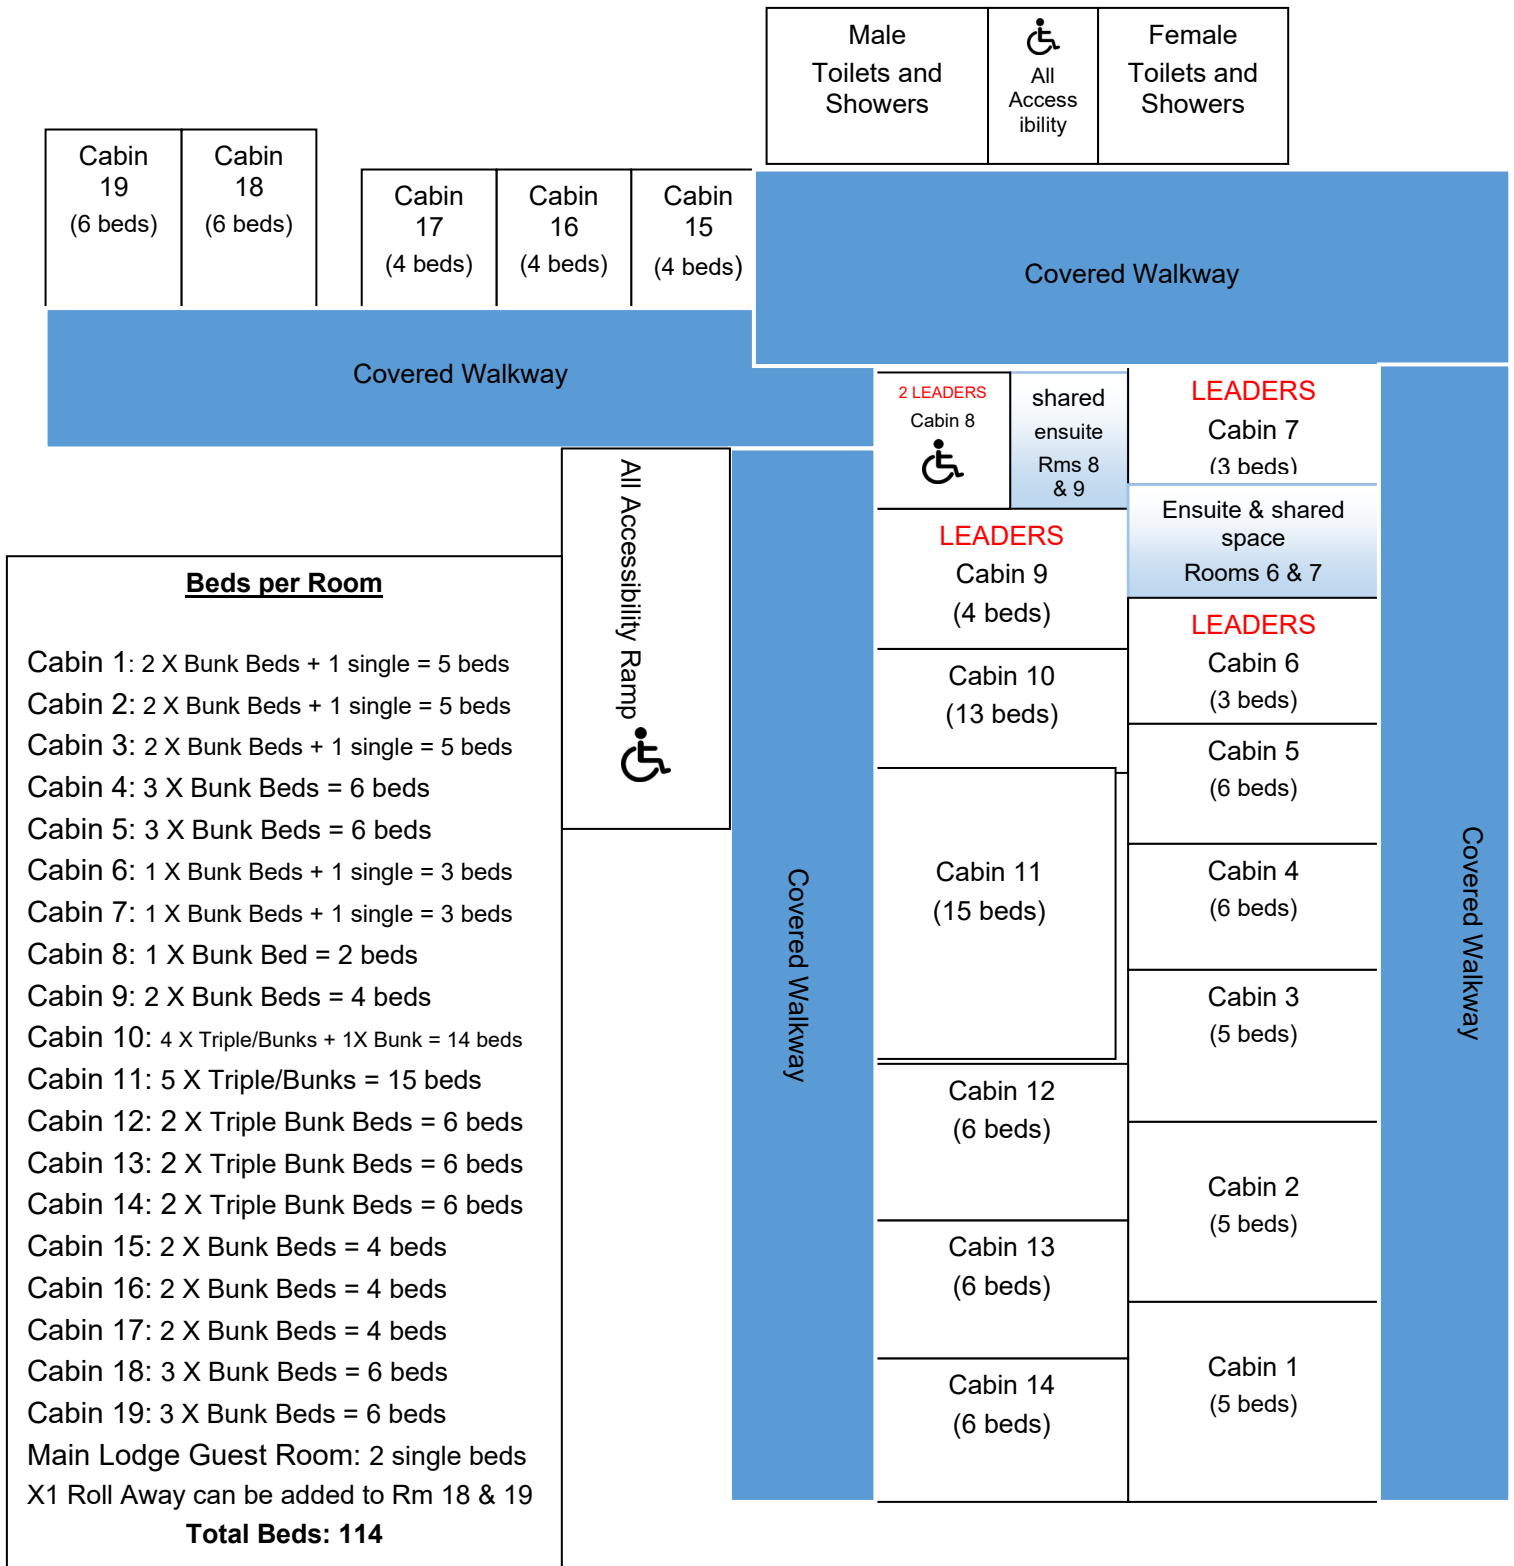 Male
Toilets and
Showers
All
Access
ibility
Female
Toilets and
Showers
Cabin
19
(6 beds)
Cabin
18
(6 beds)
Cabin
17
(4 beds)
Cabin
16
(4 beds)
Cabin
15
(4 beds)
Covered Walkway
Covered Walkway
2 LEADERS
Cabin 8
shared
ensuite
Rms 8
& 9
LEADERS
Cabin 7
(3 beds)
Ensuite & shared
space
Rooms 6 & 7
LEADERS
Cabin 9
(4 beds)
LEADERS
Cabin 6
(3 beds)
Cabin 10
(13 beds)
Cabin 5
(6 beds)
Cabin 11
(15 beds)
Cabin 4
(6 beds)
Cabin 3
(5 beds)
Cabin 12
(6 beds)
Cabin 2
(5 beds)
Cabin 13
(6 beds)
Cabin 1
(5 beds)
Cabin 14
(6 beds)
All Accessibility Ramp
Covered Walkway
Covered Walkway
Beds per Room
Cabin 1: 2 X Bunk Beds + 1 single = 5 beds
Cabin 2: 2 X Bunk Beds + 1 single = 5 beds
Cabin 3: 2 X Bunk Beds + 1 single = 5 beds
Cabin 4: 3 X Bunk Beds = 6 beds
Cabin 5: 3 X Bunk Beds = 6 beds
Cabin 6: 1 X Bunk Beds + 1 single = 3 beds
Cabin 7: 1 X Bunk Beds + 1 single = 3 beds
Cabin 8: 1 X Bunk Bed = 2 beds
Cabin 9: 2 X Bunk Beds = 4 beds
Cabin 10: 4 X Triple/Bunks + 1X Bunk = 14 beds
Cabin 11: 5 X Triple/Bunks = 15 beds
Cabin 12: 2 X Triple Bunk Beds = 6 beds
Cabin 13: 2 X Triple Bunk Beds = 6 beds
Cabin 14: 2 X Triple Bunk Beds = 6 beds
Cabin 15: 2 X Bunk Beds = 4 beds
Cabin 16: 2 X Bunk Beds = 4 beds
Cabin 17: 2 X Bunk Beds = 4 beds
Cabin 18: 3 X Bunk Beds = 6 beds
Cabin 19: 3 X Bunk Beds = 6 beds
Main Lodge Guest Room: 2 single beds
X1 Roll Away can be added to Rm 18 & 19
Total Beds: 114